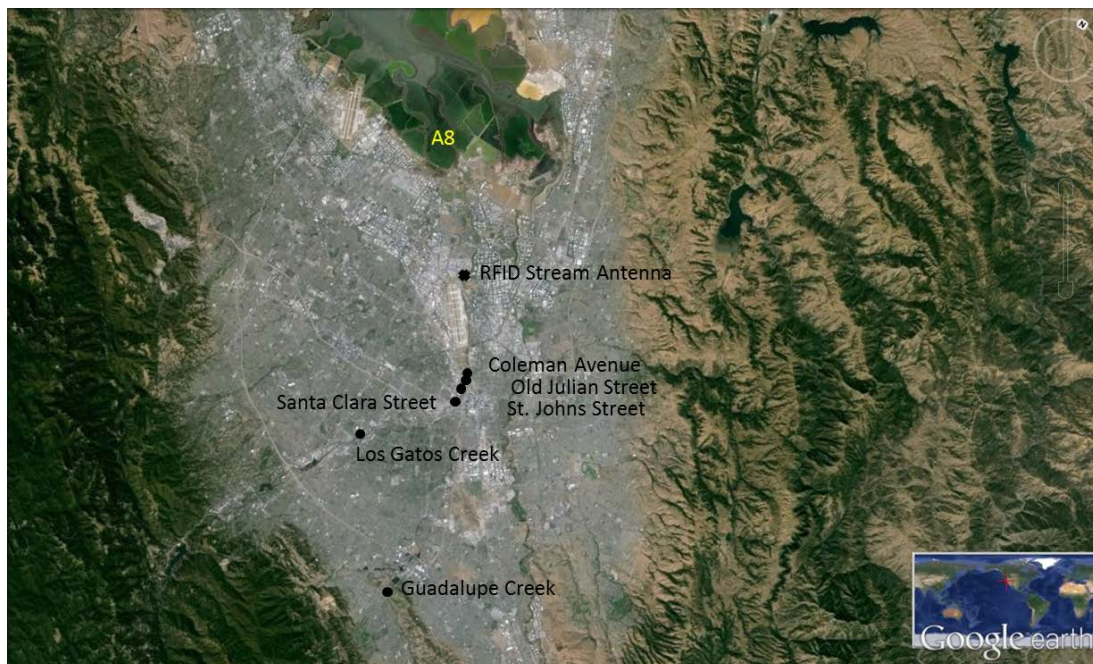 N
A8
RFID Stream Antenna
Coleman Avenue
Old Julian Street
Santa Clara Street
St. Johns Street
Los Gatos Creek
Guadalupe Creek
Google earth